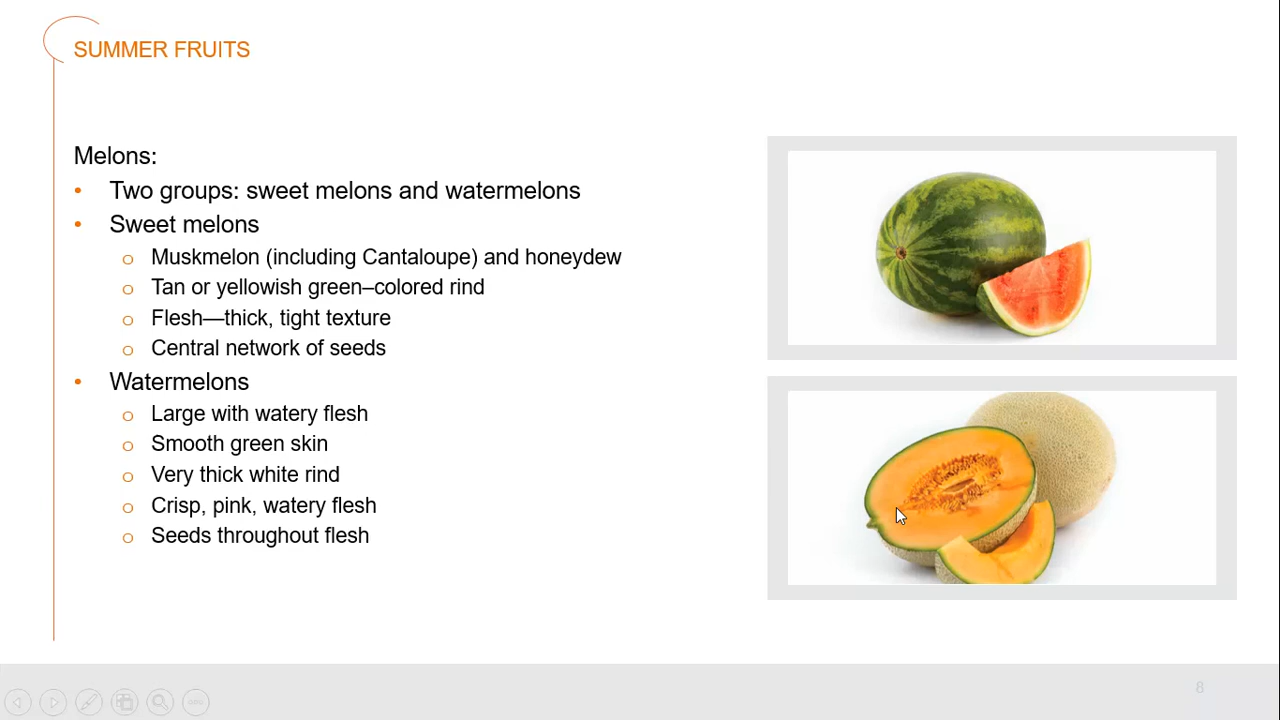 SUMMER FRUITS
Melons:
• Two groups: sweet melons and watermelons
• Sweet melons
o Muskmelon (including Cantaloupe) and honeydew
o Tan or yellowish green–colored rind
o Flesh—thick, tight texture
o Central network of seeds
• Watermelons
o Large with watery flesh
o Smooth green skin
o Very thick white rind
o Crisp, pink, watery flesh
o Seeds throughout flesh
8